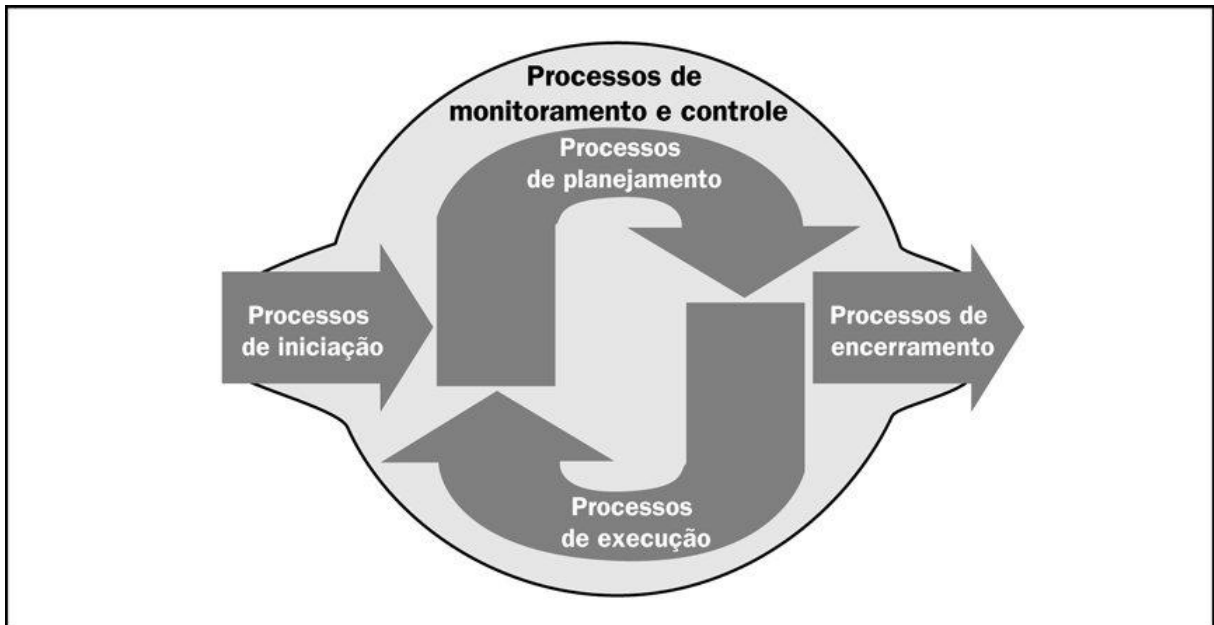 Processos de
monitoramento e controle
Processos
de planejamento
Processos
de iniciação
Processos de
encerramento
Processos
de execução